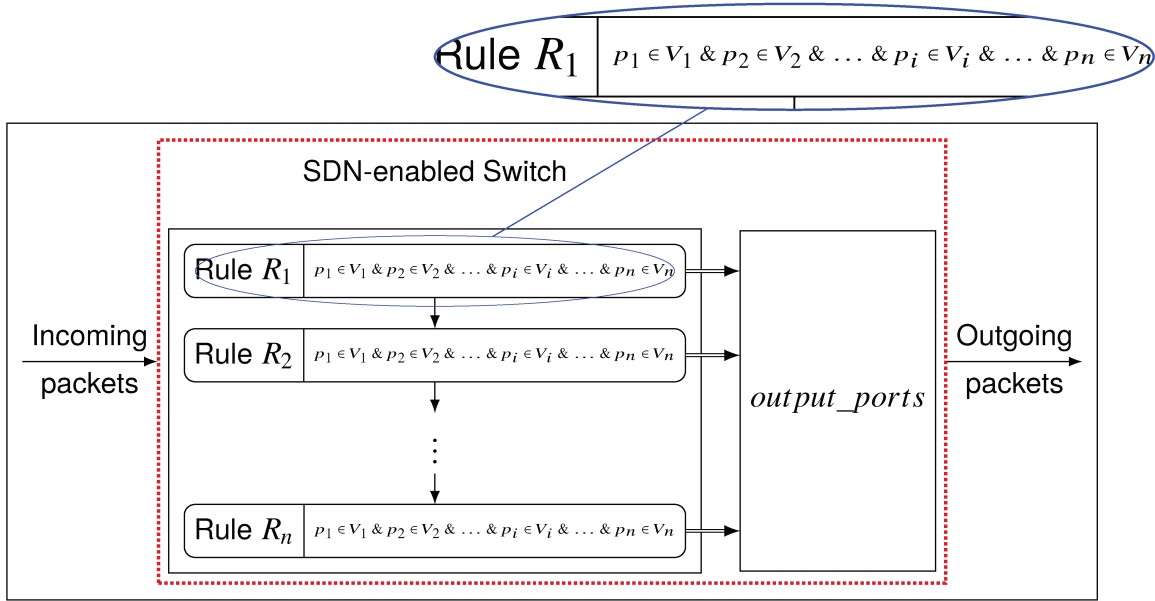 Rule R₁ p₁ ∈ V₁ & p₂ ∈ V₂ & … & pᵢ ∈ Vᵢ & … & pₙ ∈ Vₙ
SDN-enabled Switch
Rule R₁ p₁ ∈ V₁ & p₂ ∈ V₂ & … & pᵢ ∈ Vᵢ & … & pₙ ∈ Vₙ
Incoming
packets
Rule R₂ p₁ ∈ V₁ & p₂ ∈ V₂ & … & pᵢ ∈ Vᵢ & … & pₙ ∈ Vₙ
⋮
Rule Rₙ p₁ ∈ V₁ & p₂ ∈ V₂ & … & pᵢ ∈ Vᵢ & … & pₙ ∈ Vₙ
output_ports
Outgoing
packets